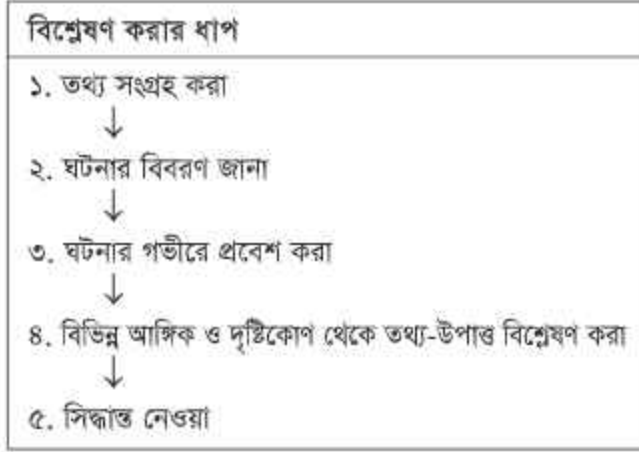 বিশ্লেষণ করার ধাপ
১. তথ্য সংগ্রহ করা
↓
২. ঘটনার বিবরণ জানা
↓
৩. ঘটনার গভীরে প্রবেশ করা
↓
৪. বিভিন্ন আঙ্গিক ও দৃষ্টিকোণ থেকে তথ্য-উপাত্ত বিশ্লেষণ করা
↓
৫. সিদ্ধান্ত নেওয়া